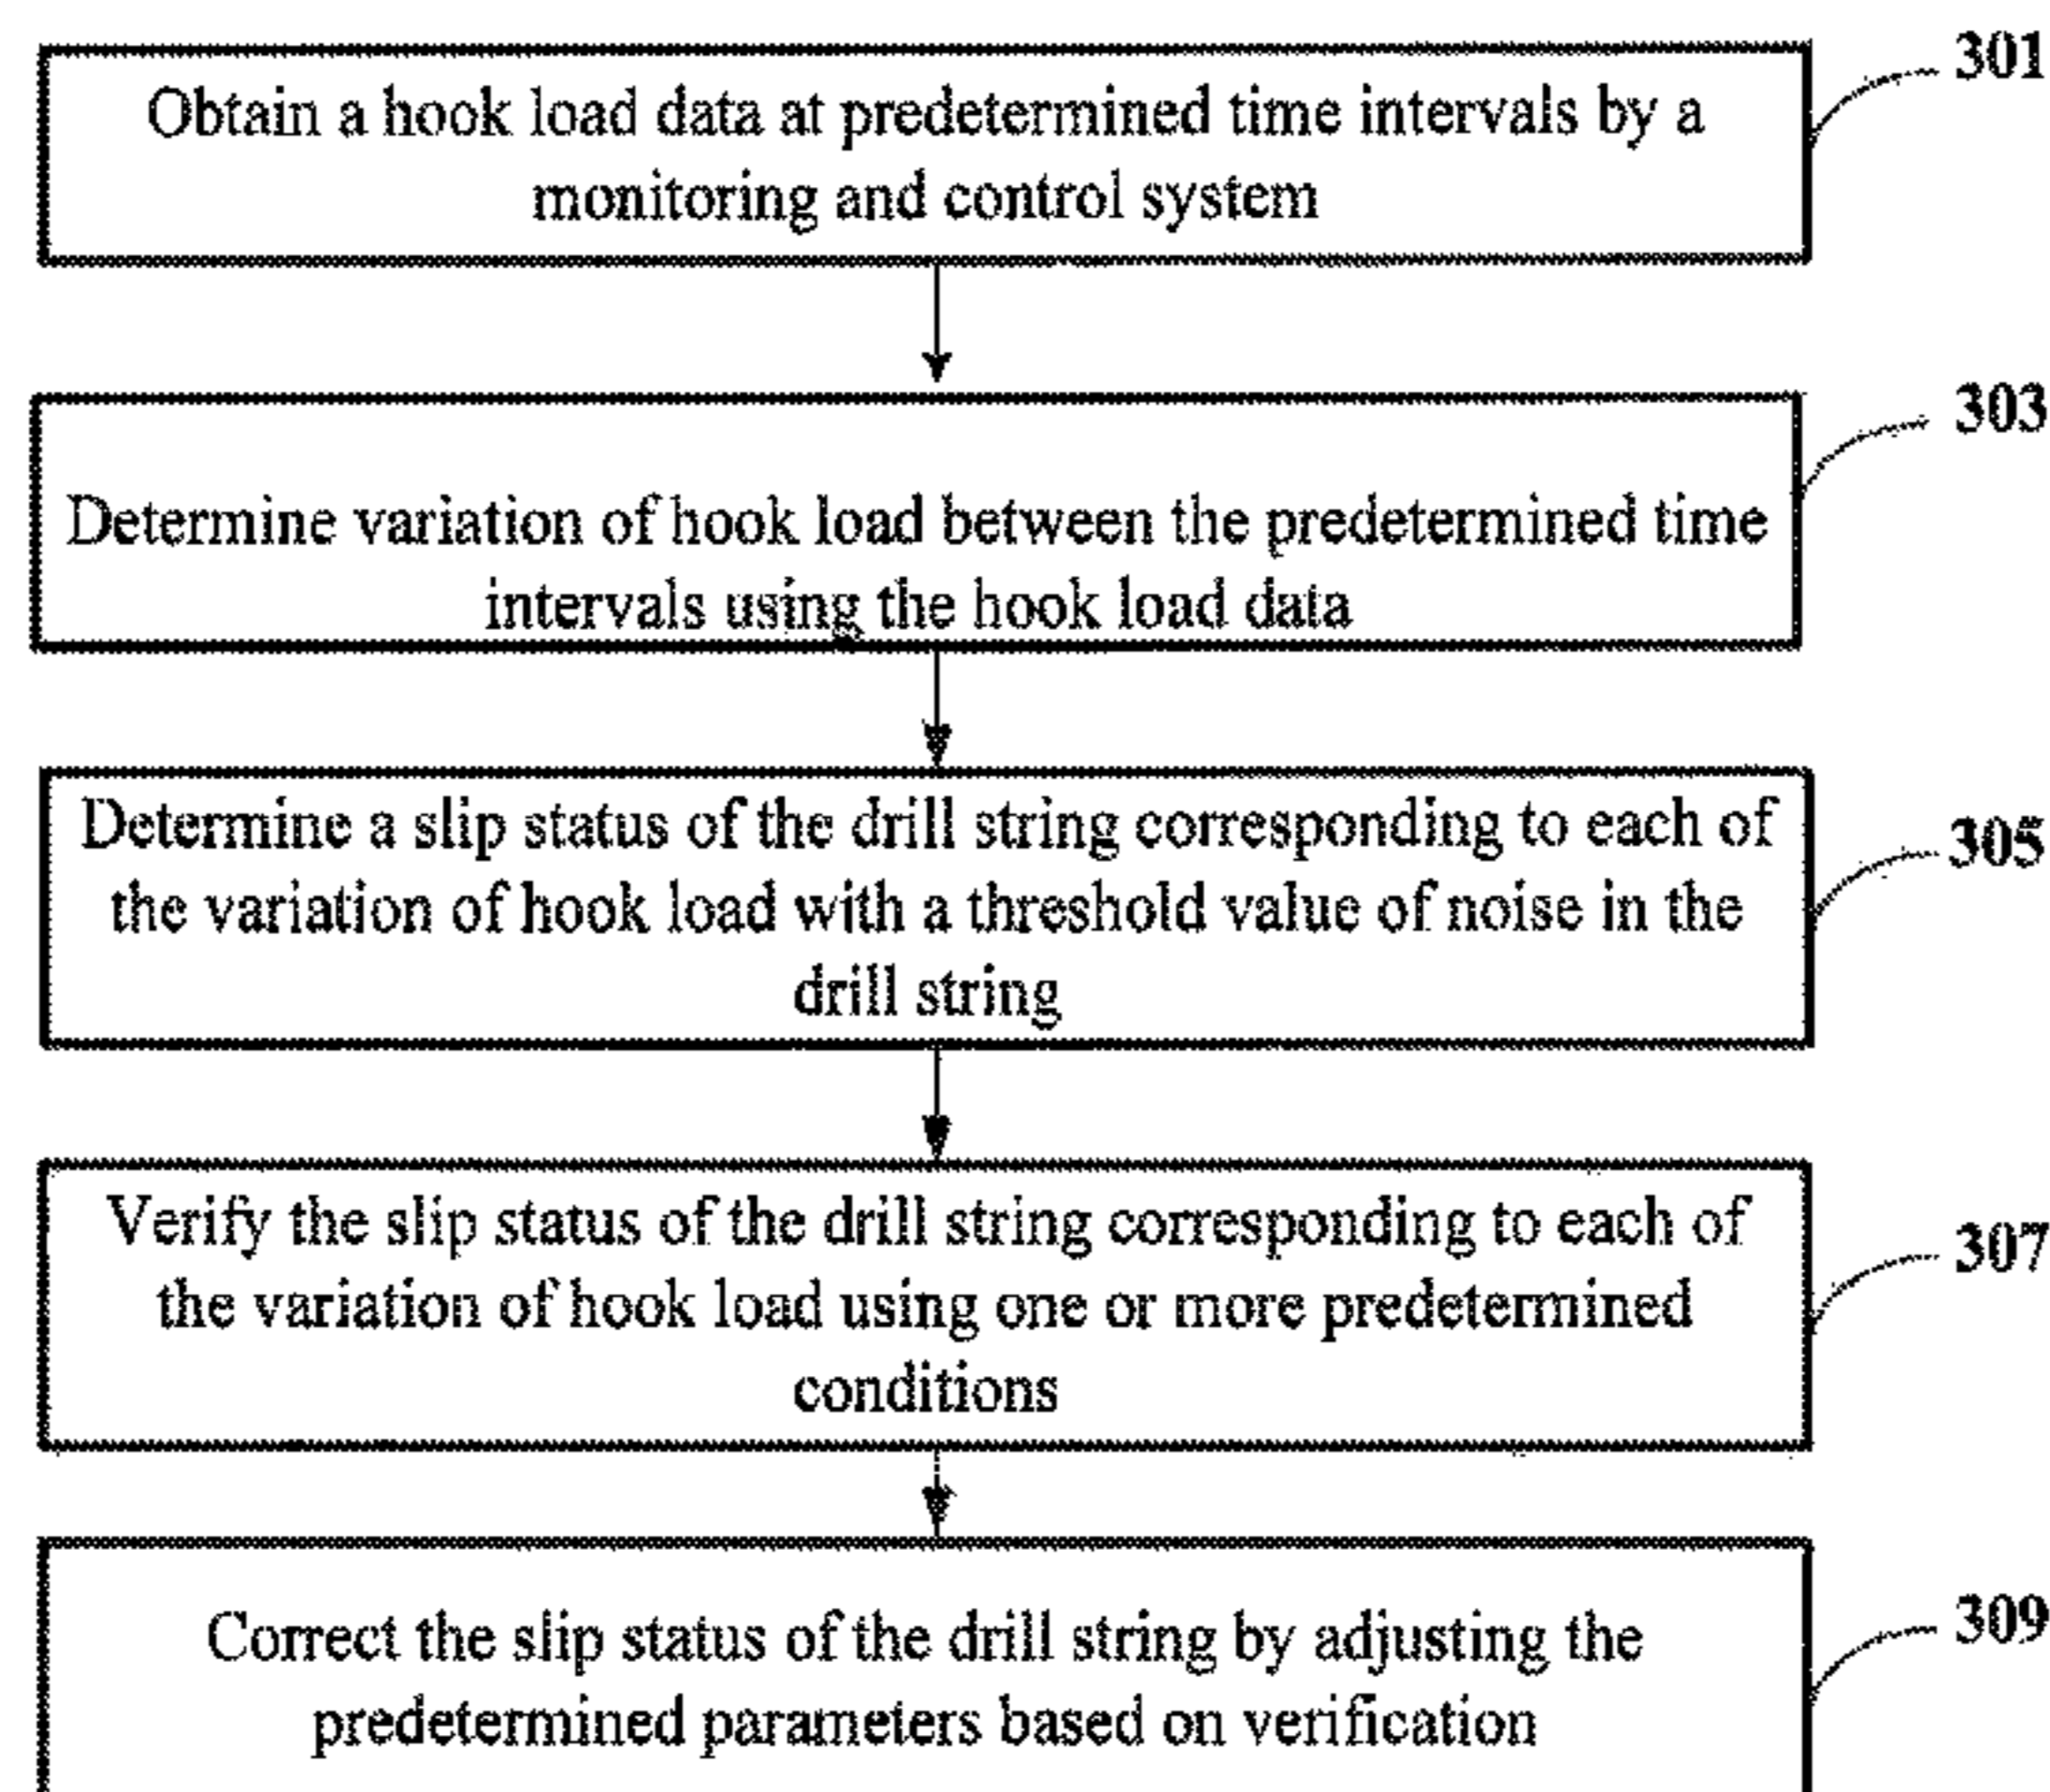 301
Obtain a hook load data at predetermined time intervals by a
monitoring and control system
303
Determine variation of hook load between the predetermined time
intervals using the hook load data
305
Determine a slip status of the drill string corresponding to each of
the variation of hook load with a threshold value of noise in the
drill string
307
Verify the slip status of the drill string corresponding to each of
the variation of hook load using one or more predetermined
conditions
309
Correct the slip status of the drill string by adjusting the
predetermined parameters based on verification